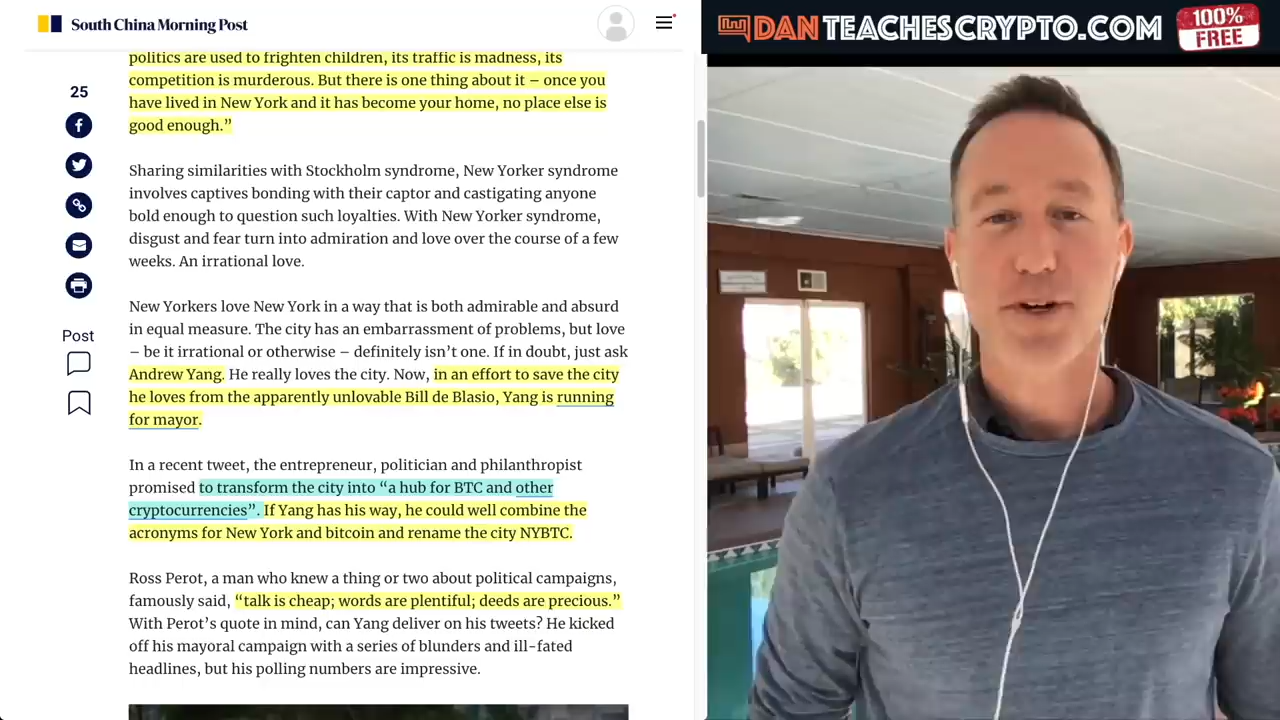 South China Morning Post
DANTEACHESCRYPTO.COM
100%
FREE
politics are used to frighten children, its traffic is madness, its
competition is murderous. But there is one thing about it – once you
have lived in New York and it has become your home, no place else is
good enough.”
25
Sharing similarities with Stockholm syndrome, New Yorker syndrome
involves captives bonding with their captor and castigating anyone
bold enough to question such loyalties. With New Yorker syndrome,
disgust and fear turn into admiration and love over the course of a few
weeks. An irrational love.
New Yorkers love New York in a way that is both admirable and absurd
in equal measure. The city has an embarrassment of problems, but love
– be it irrational or otherwise – definitely isn’t one. If in doubt, just ask
Andrew Yang. He really loves the city. Now, in an effort to save the city
he loves from the apparently unlovable Bill de Blasio, Yang is running
for mayor.
Post
In a recent tweet, the entrepreneur, politician and philanthropist
promised to transform the city into “a hub for BTC and other
cryptocurrencies”. If Yang has his way, he could well combine the
acronyms for New York and bitcoin and rename the city NYBTC.
Ross Perot, a man who knew a thing or two about political campaigns,
famously said, “talk is cheap; words are plentiful; deeds are precious.”
With Perot’s quote in mind, can Yang deliver on his tweets? He kicked
off his mayoral campaign with a series of blunders and ill-fated
headlines, but his polling numbers are impressive.